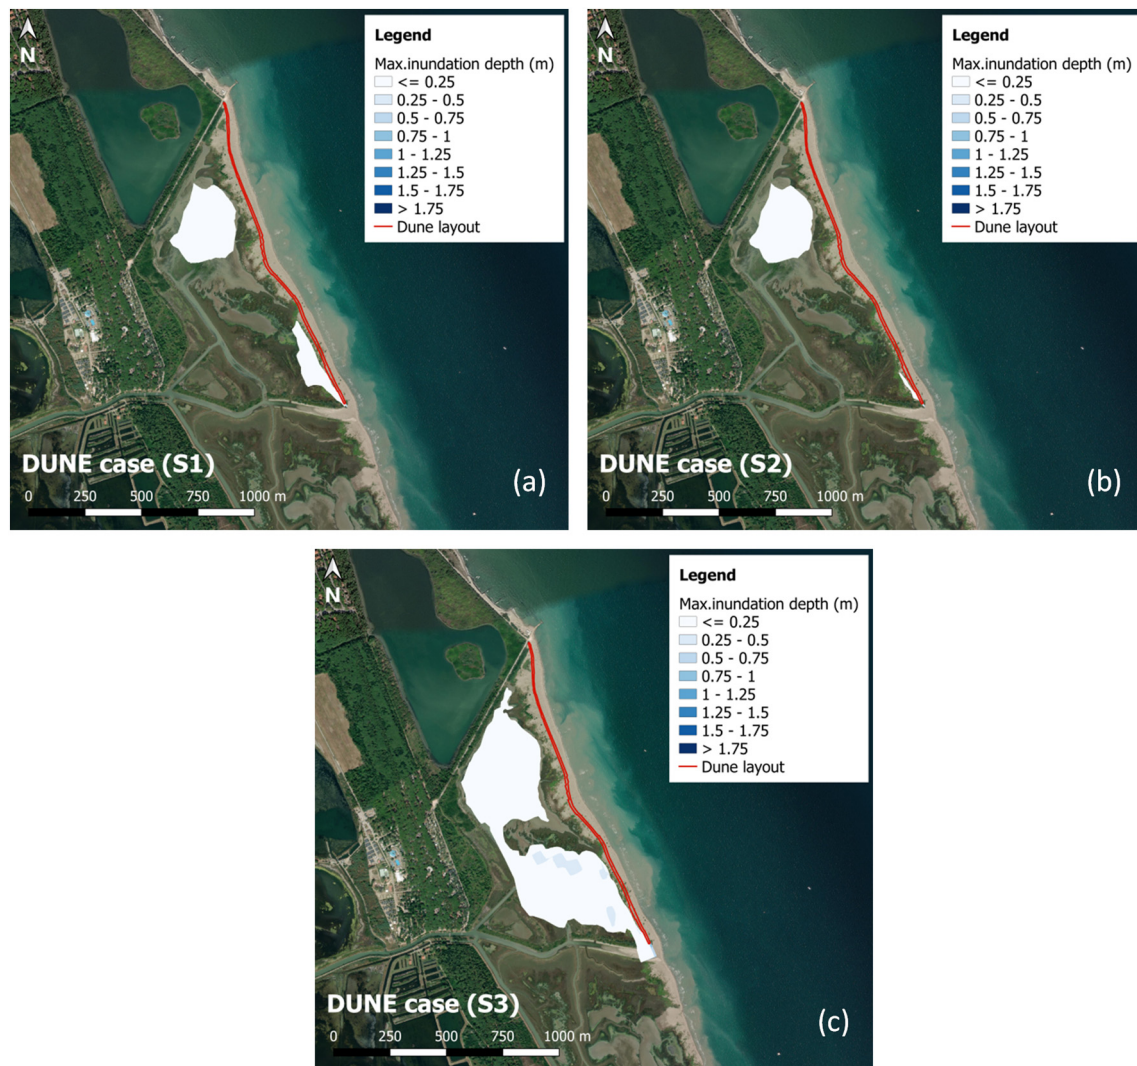 N
Legend
Max.inundation depth (m)
<= 0.25
0.25 - 0.5
0.5 - 0.75
0.75 - 1
1 - 1.25
1.25 - 1.5
1.5 - 1.75
> 1.75
Dune layout
DUNE case (S1)
(a)
0 250 500 750 1000 m
N
Legend
Max.inundation depth (m)
<= 0.25
0.25 - 0.5
0.5 - 0.75
0.75 - 1
1 - 1.25
1.25 - 1.5
1.5 - 1.75
> 1.75
Dune layout
DUNE case (S2)
(b)
0 250 500 750 1000 m
N
Legend
Max.inundation depth (m)
<= 0.25
0.25 - 0.5
0.5 - 0.75
0.75 - 1
1 - 1.25
1.25 - 1.5
1.5 - 1.75
> 1.75
Dune layout
DUNE case (S3)
(c)
0 250 500 750 1000 m